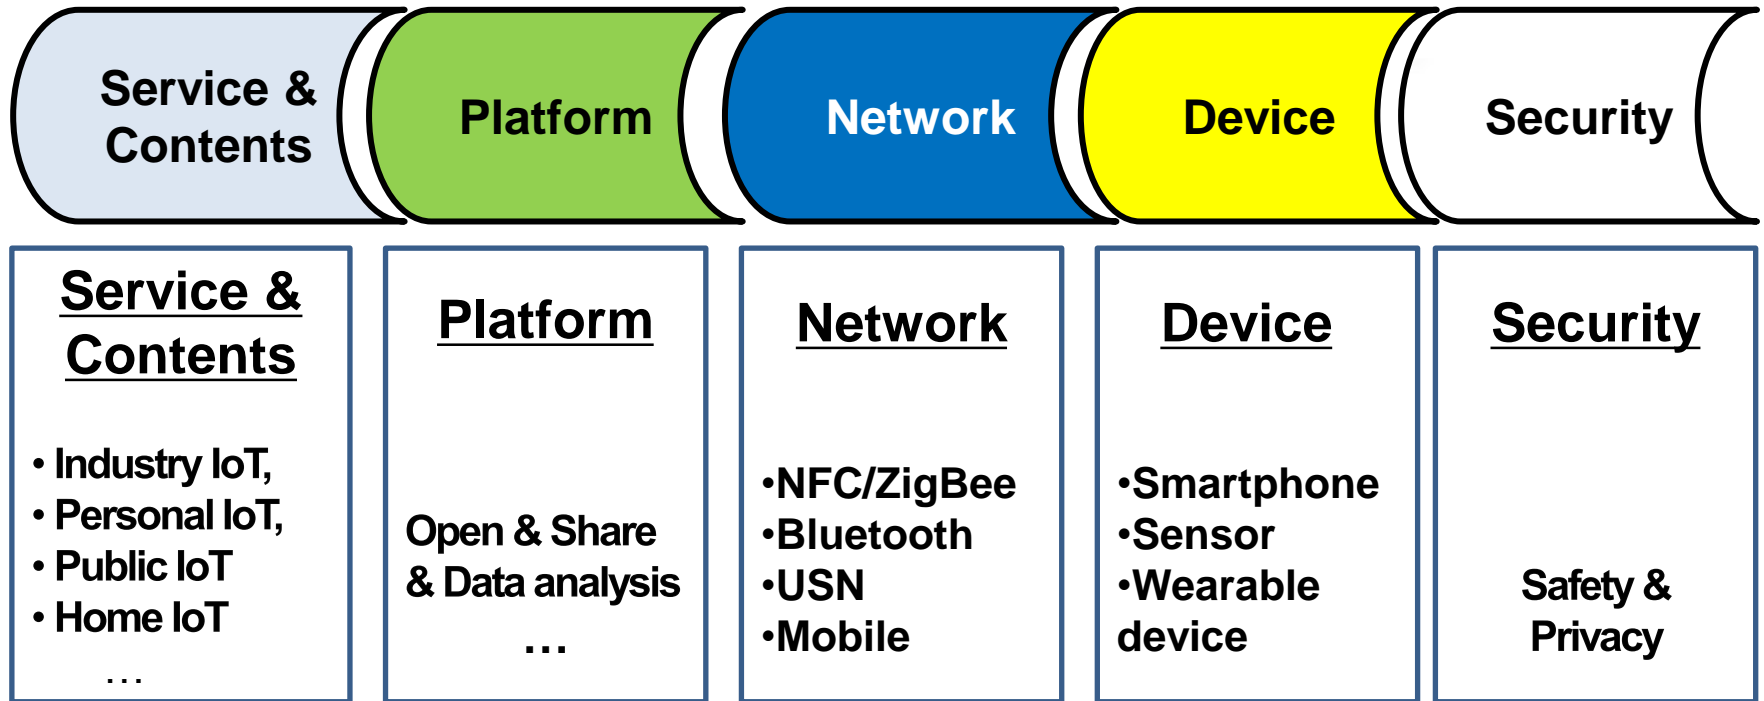 Service &
Contents
Platform
Network
Device
Security
Service &
Contents
• Industry IoT,
• Personal IoT,
• Public IoT
• Home IoT
...
Platform
Open & Share
& Data analysis
...
Network
•NFC/ZigBee
•Bluetooth
•USN
•Mobile
Device
•Smartphone
•Sensor
•Wearable
device
Security
Safety &
Privacy